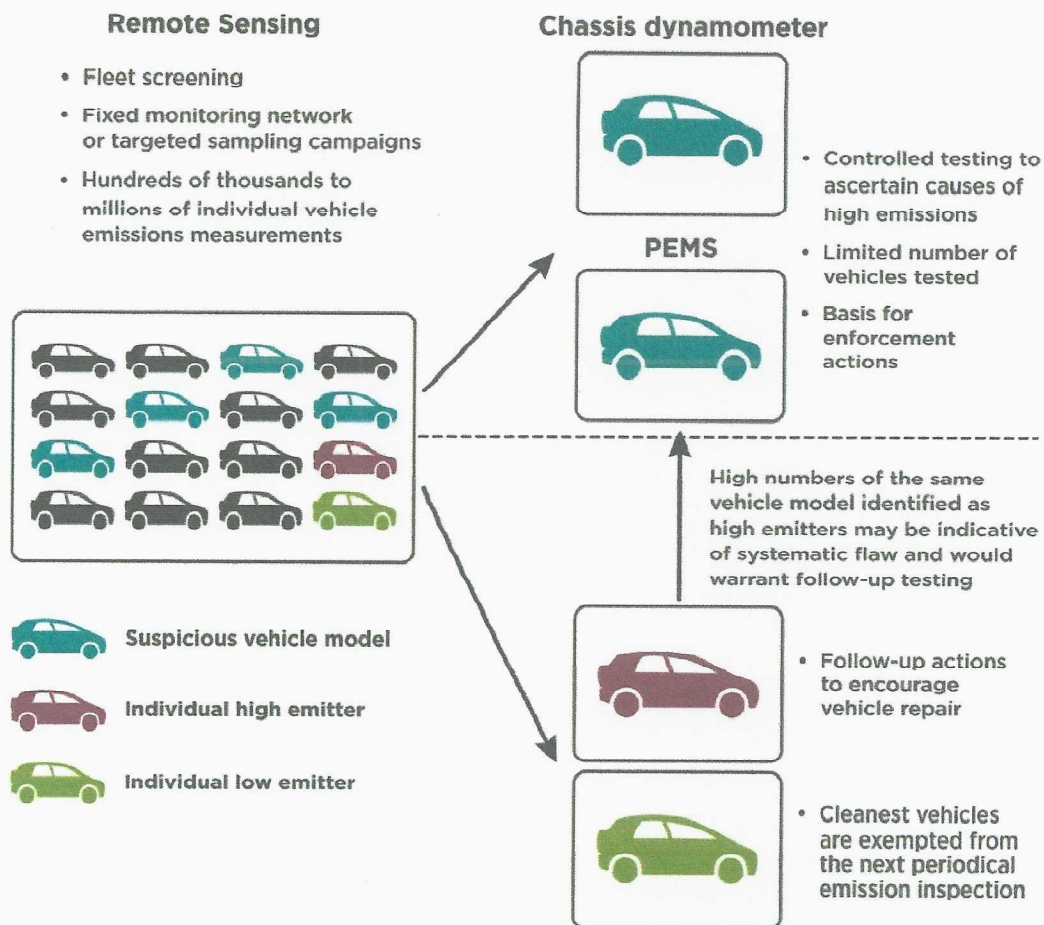 Remote Sensing
• Fleet screening
• Fixed monitoring network
or targeted sampling campaigns
• Hundreds of thousands to
millions of individual vehicle
emissions measurements
Chassis dynamometer
• Controlled testing to
ascertain causes of
high emissions
PEMS
• Limited number of
vehicles tested
• Basis for
enforcement
actions
High numbers of the same
vehicle model identified as
high emitters may be indicative
of systematic flaw and would
warrant follow-up testing
Suspicious vehicle model
Individual high emitter
Individual low emitter
• Follow-up actions
to encourage
vehicle repair
• Cleanest vehicles
are exempted from
the next periodical
emission inspection